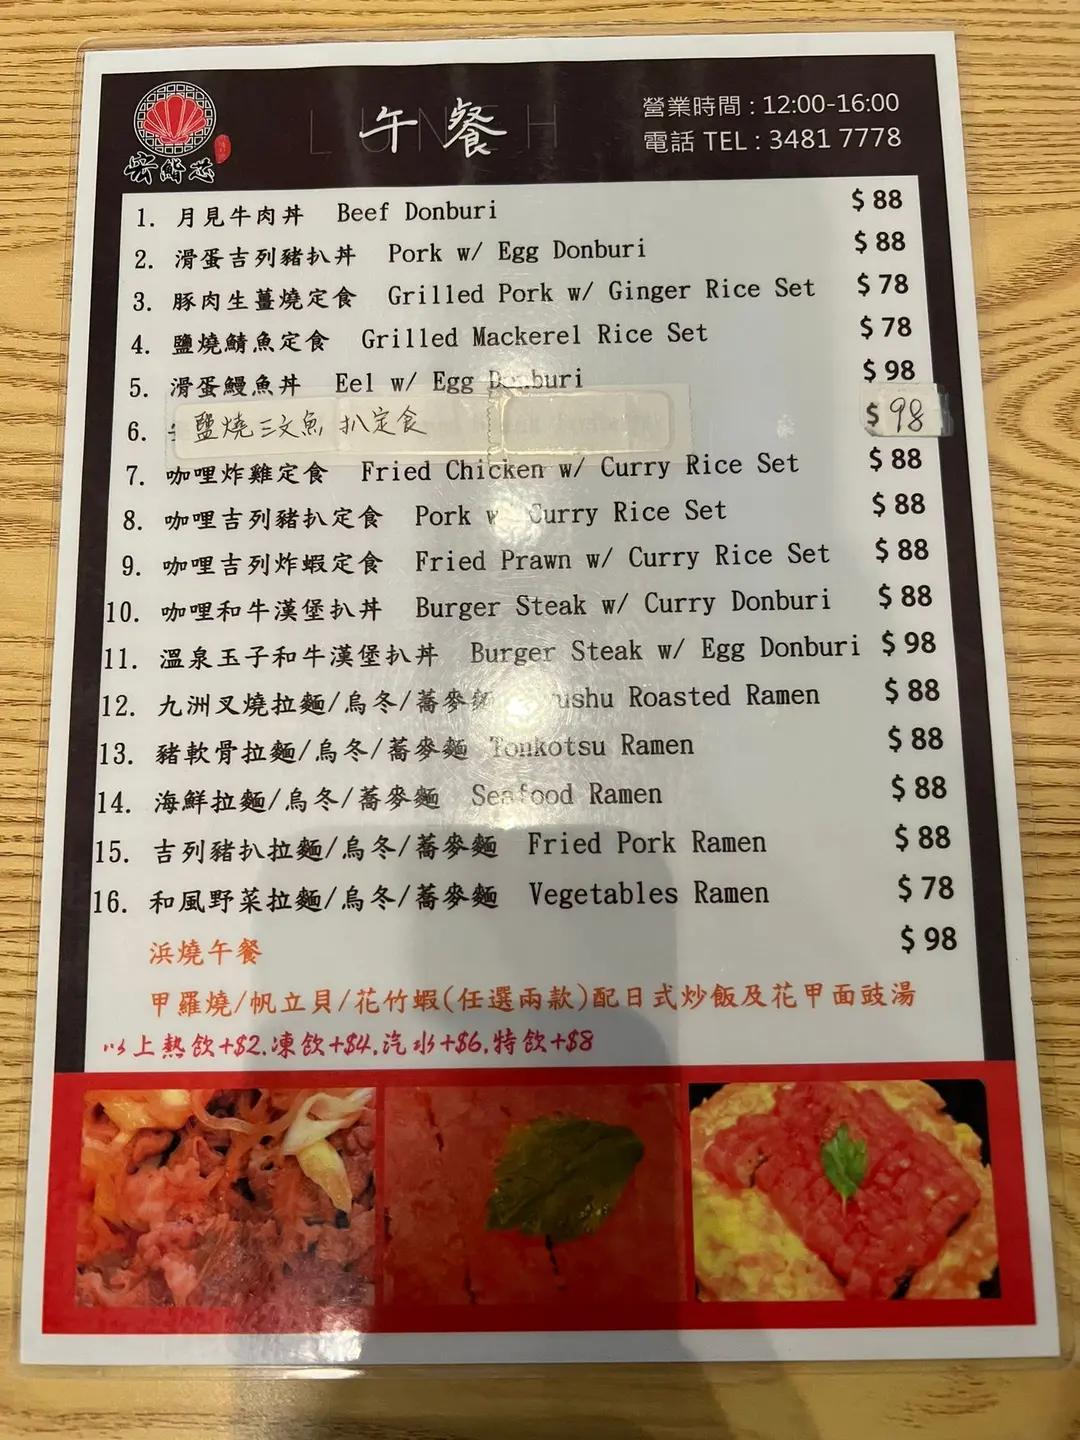 LUNCH
午餐
營業時間 : 12:00-16:00
電話 TEL : 3481 7778
1. 月見牛肉丼 Beef Donburi $ 88
2. 滑蛋吉列豬扒丼 Pork w/ Egg Donburi $ 88
3. 豚肉生薑燒定食 Grilled Pork w/ Ginger Rice Set $ 78
4. 鹽燒鯖魚定食 Grilled Mackerel Rice Set $ 78
5. 滑蛋鰻魚丼 Eel w/ Egg Donburi $ 98
6. 鹽燒三文魚扒定食 $ 98
7. 咖哩炸雞定食 Fried Chicken w/ Curry Rice Set $ 88
8. 咖哩吉列豬扒定食 Pork w Curry Rice Set $ 88
9. 咖哩吉列炸蝦定食 Fried Prawn w/ Curry Rice Set $ 88
10. 咖哩和牛漢堡扒丼 Burger Steak w/ Curry Donburi $ 88
11. 溫泉玉子和牛漢堡扒丼 Burger Steak w/ Egg Donburi $ 98
12. 九洲叉燒拉麵/烏冬/蕎麥麵 Roasted Ramen $ 88
13. 豬軟骨拉麵/烏冬/蕎麥麵 Tonkotsu Ramen $ 88
14. 海鮮拉麵/烏冬/蕎麥麵 Seafood Ramen $ 88
15. 吉列豬扒拉麵/烏冬/蕎麥麵 Fried Pork Ramen $ 88
16. 和風野菜拉麵/烏冬/蕎麥麵 Vegetables Ramen $ 78
浜燒午餐 $ 98
甲羅燒/帆立貝/花竹蝦(任選兩款)配日式炒飯及花甲面豉湯
以上熱飲+$2.凍飲+$4.汽水+$6.特飲+$8